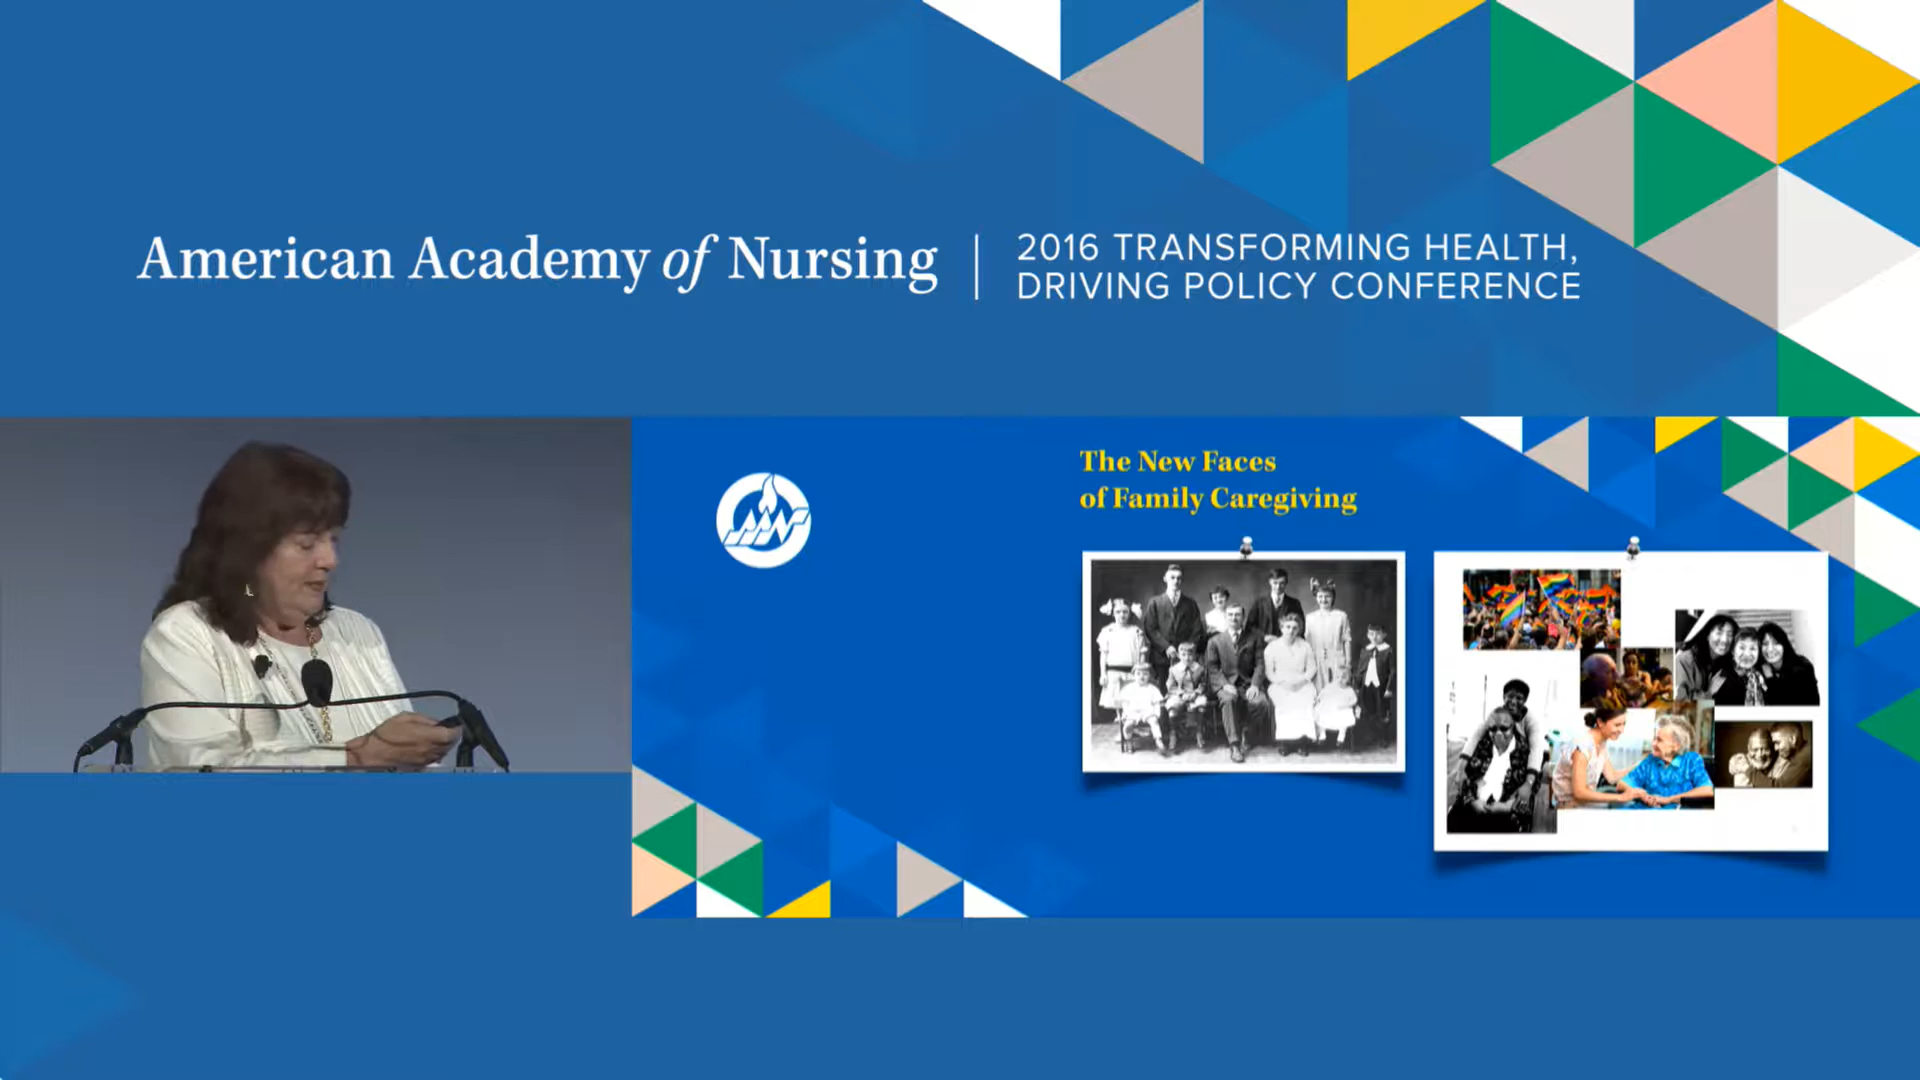 American Academy of Nursing
2016 TRANSFORMING HEALTH,
DRIVING POLICY CONFERENCE
The New Faces
of Family Caregiving